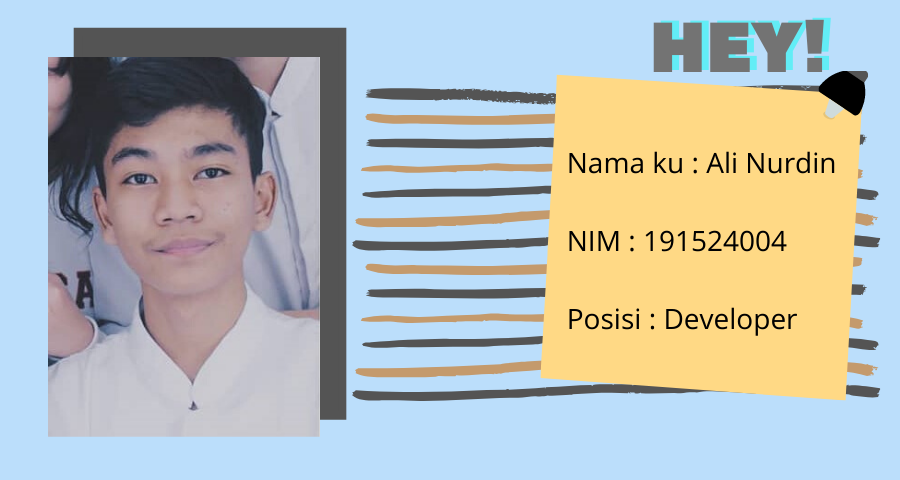 HEY!
Nama ku : Ali Nurdin
NIM : 191524004
Posisi : Developer